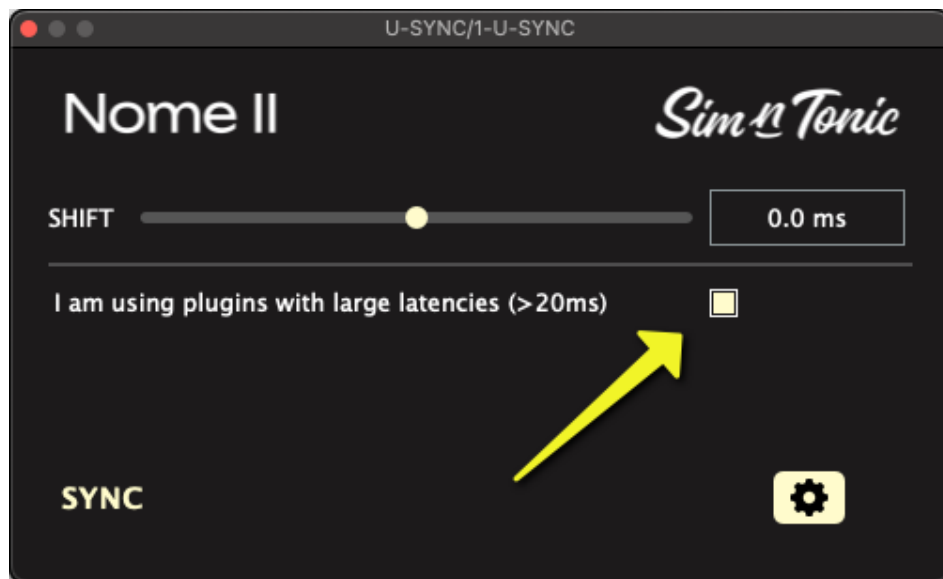 U-SYNC/1-U-SYNC
Nome II
Sim n Tonic
SHIFT
0.0 ms
I am using plugins with large latencies (>20ms)
SYNC